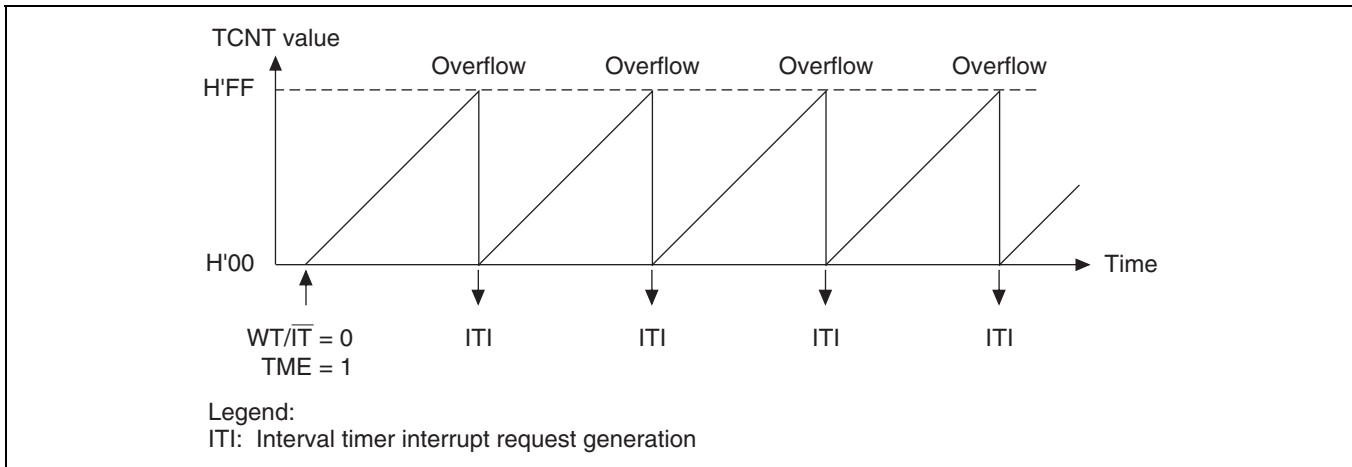 TCNT value
Overflow Overflow Overflow Overflow
H'FF
H'00
Time
WT/I̅T̅ = 0 ITI ITI ITI ITI
TME = 1
Legend:
ITI: Interval timer interrupt request generation